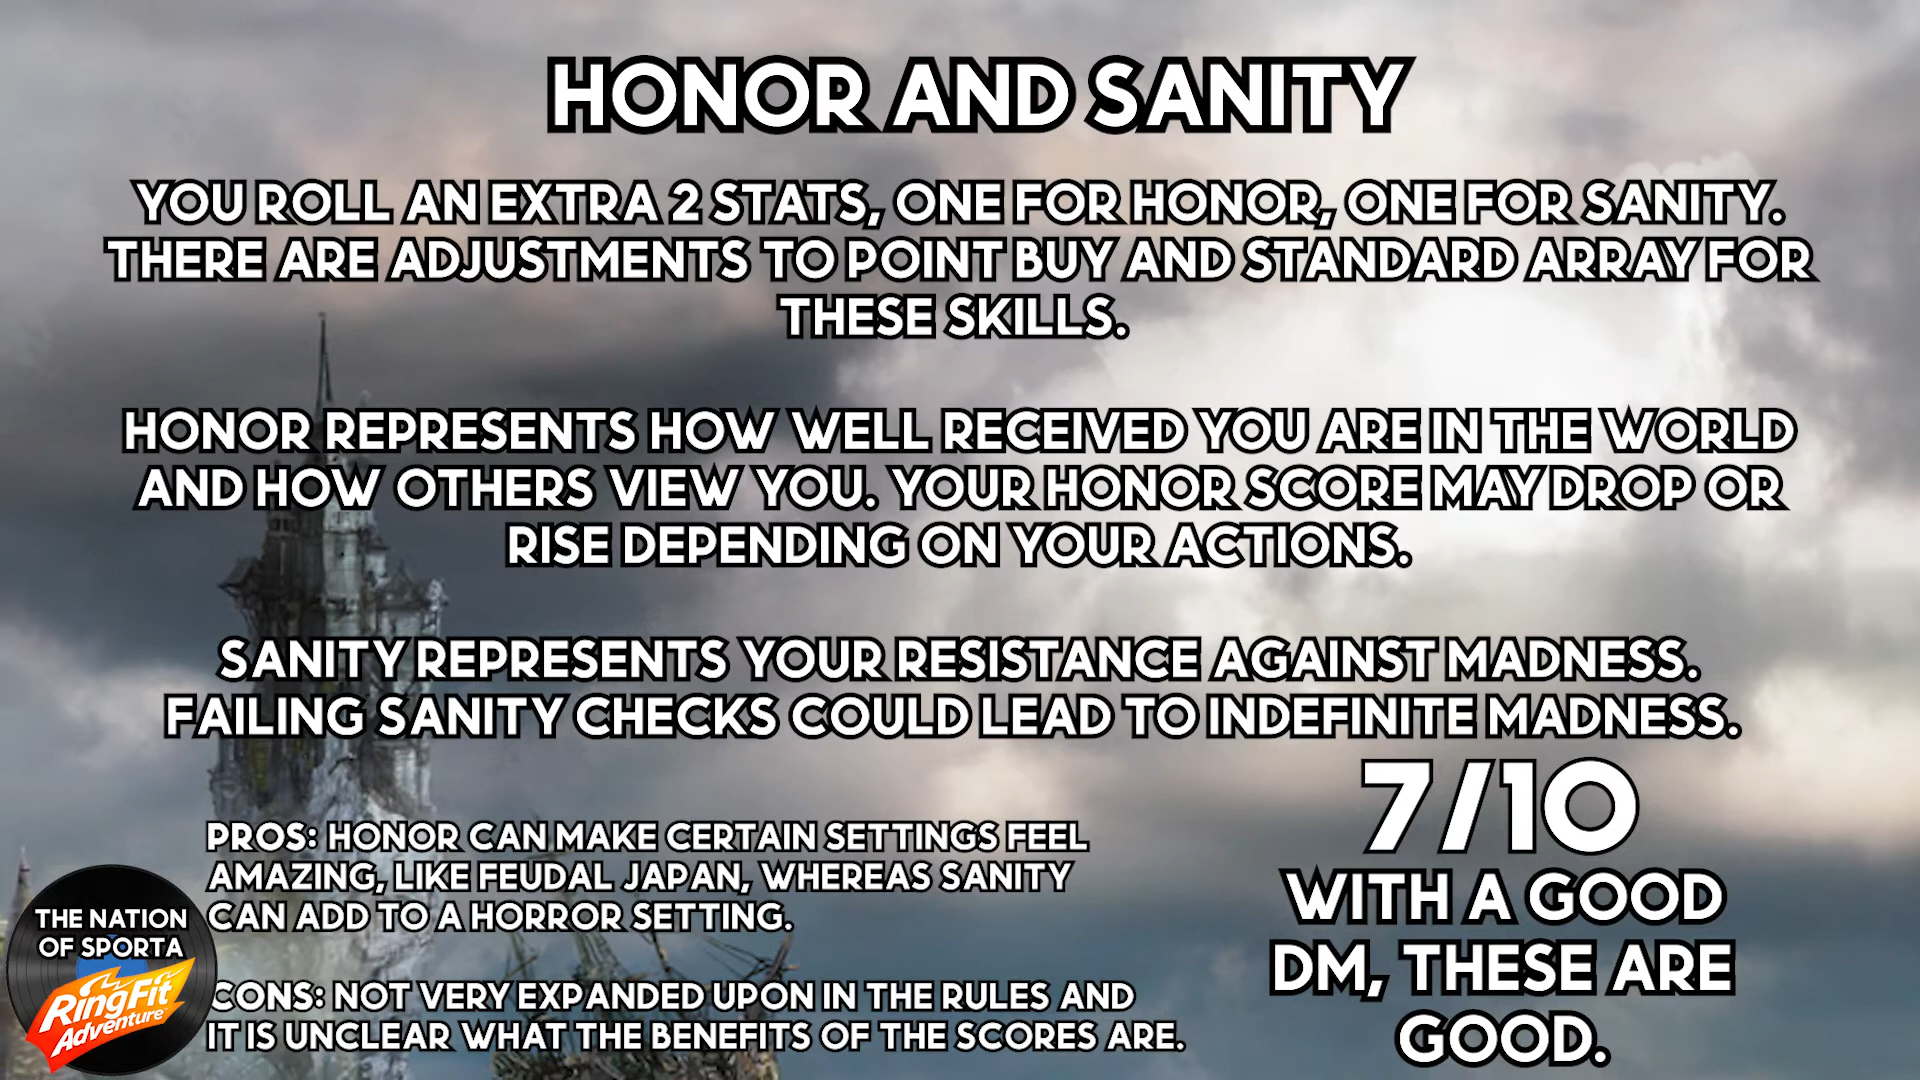 HONOR AND SANITY
YOU ROLL AN EXTRA 2 STATS, ONE FOR HONOR, ONE FOR SANITY.
THERE ARE ADJUSTMENTS TO POINT BUY AND STANDARD ARRAY FOR
THESE SKILLS.
HONOR REPRESENTS HOW WELL RECEIVED YOU ARE IN THE WORLD
AND HOW OTHERS VIEW YOU. YOUR HONOR SCORE MAY DROP OR
RISE DEPENDING ON YOUR ACTIONS.
SANITY REPRESENTS YOUR RESISTANCE AGAINST MADNESS.
FAILING SANITY CHECKS COULD LEAD TO INDEFINITE MADNESS.
PROS: HONOR CAN MAKE CERTAIN SETTINGS FEEL
AMAZING, LIKE FEUDAL JAPAN, WHEREAS SANITY
CAN ADD TO A HORROR SETTING.
CONS: NOT VERY EXPANDED UPON IN THE RULES AND
IT IS UNCLEAR WHAT THE BENEFITS OF THE SCORES ARE.
7/10
WITH A GOOD
DM, THESE ARE
GOOD.
THE NATION
OF SPORTA
RingFit
Adventure